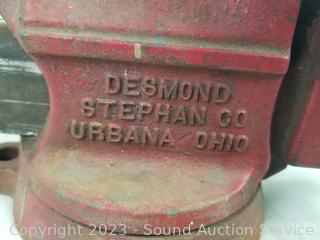 DESMOND
STEPHAN CO
URBANA OHIO
Copyright 2023 - Sound Auction Service